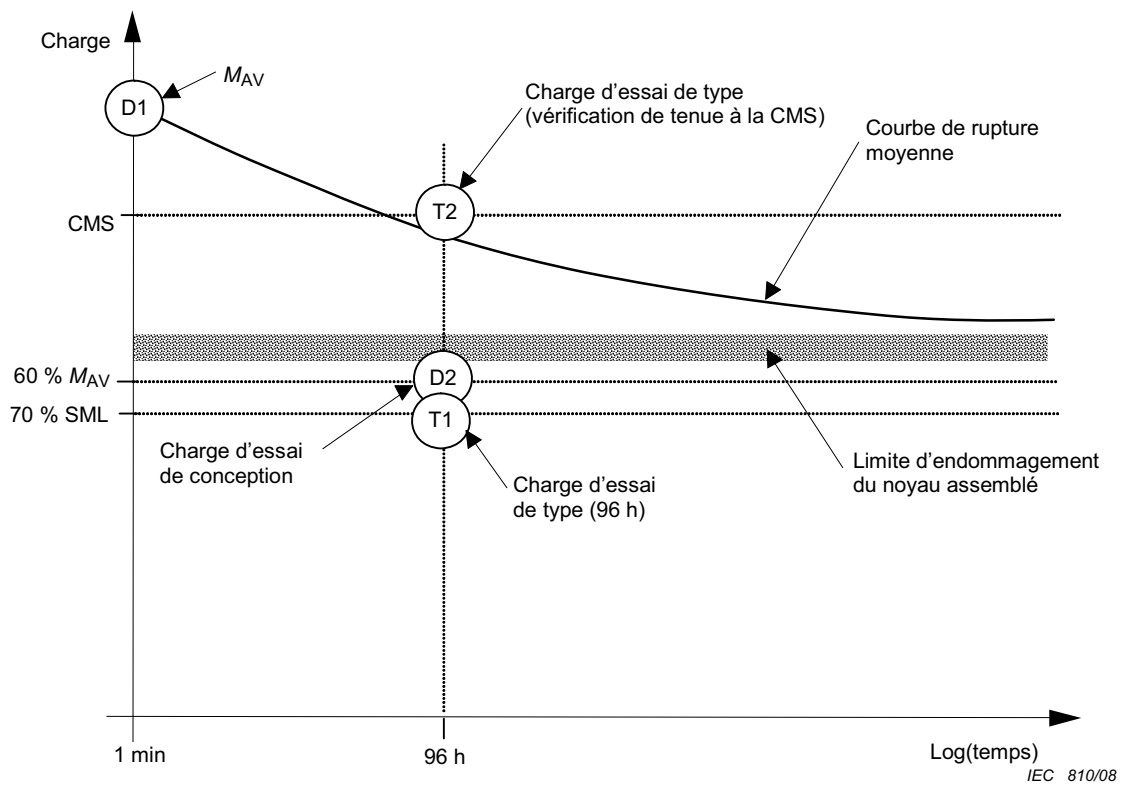 Charge
M_AV
D1
Charge d'essai de type
(vérification de tenue à la CMS)
Courbe de rupture
moyenne
T2
CMS
60 % M_AV
D2
70 % SML
T1
Charge d'essai
de conception
Limite d'endommagement
du noyau assemblé
Charge d'essai
de type (96 h)
1 min
96 h
Log(temps)
IEC 810/08